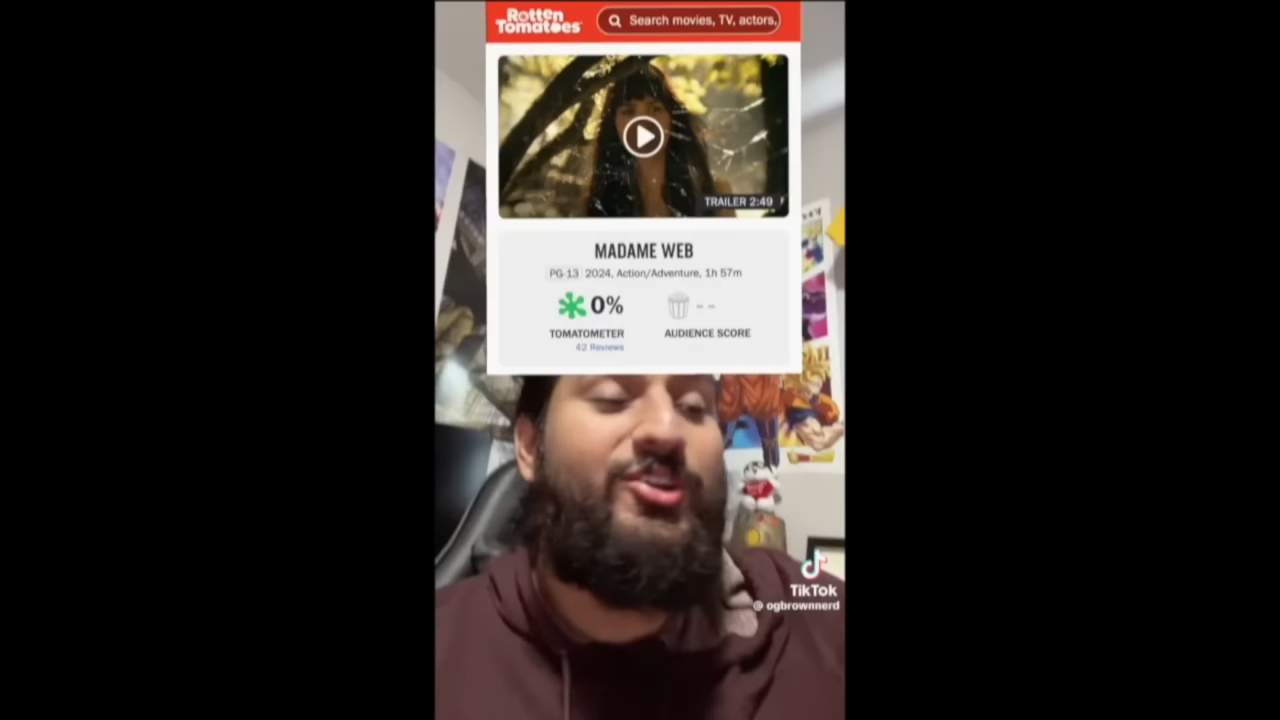 Rotten
Tomatoes
Search movies, TV, actors,
TRAILER 2:49
MADAME WEB
PG-13 2024, Action/Adventure, 1h 57m
0%
- -
TOMATOMETER
AUDIENCE SCORE
42 Reviews
TikTok
@ ogbrownnerd